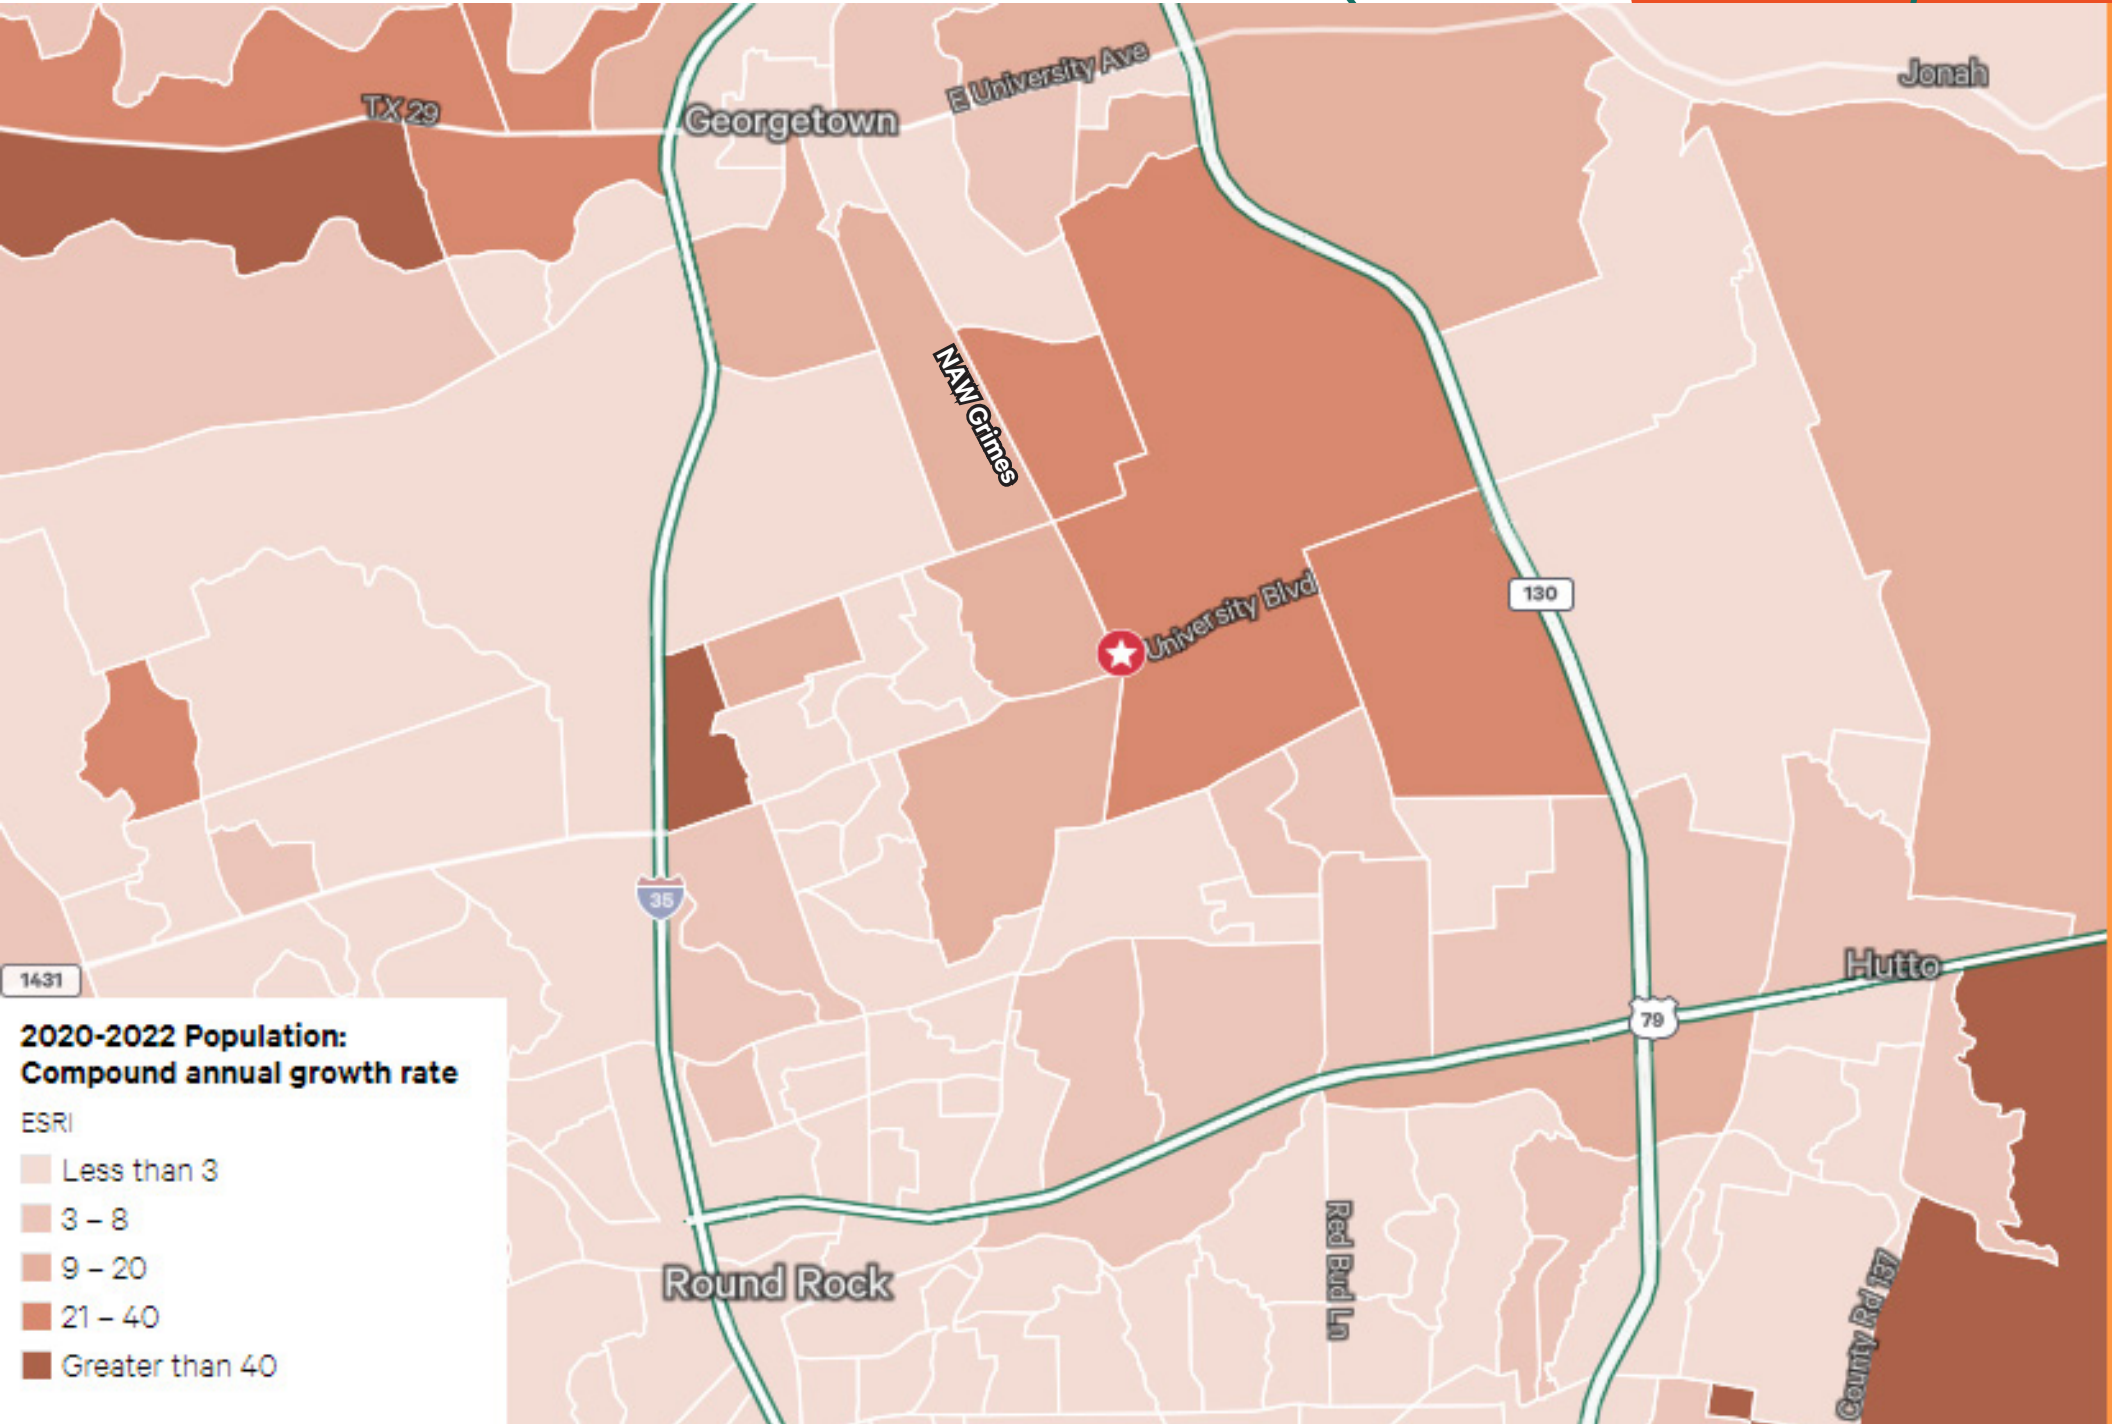 Jonah
E University Ave
TX 29
Georgetown
NAW Grimes
University Blvd
130
35
1431
Hutto
79
2020-2022 Population:
Compound annual growth rate
ESRI
Less than 3
3 – 8
9 – 20
21 – 40
Greater than 40
Red Bud Ln
Round Rock
County Rd 137